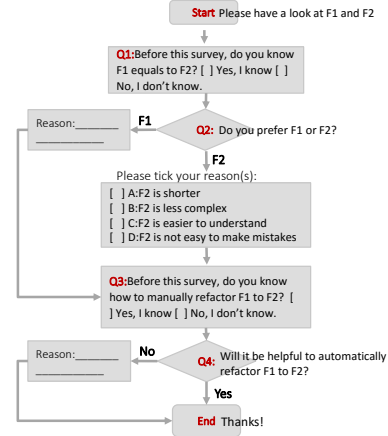 Start Please have a look at F1 and F2
Q1:Before this survey, do you know
F1 equals to F2? [ ] Yes, I know [ ]
No, I don't know.
Reason:_______
____________
F1
Q2: Do you prefer F1 or F2?
F2
Please tick your reason(s):
[ ] A:F2 is shorter
[ ] B:F2 is less complex
[ ] C:F2 is easier to understand
[ ] D:F2 is not easy to make mistakes
Q3:Before this survey, do you know
how to manually refactor F1 to F2? [
] Yes, I know [ ] No, I don't know.
Reason:_______
____________
No
Q4: Will it be helpful to automatically
refactor F1 to F2?
Yes
End Thanks!